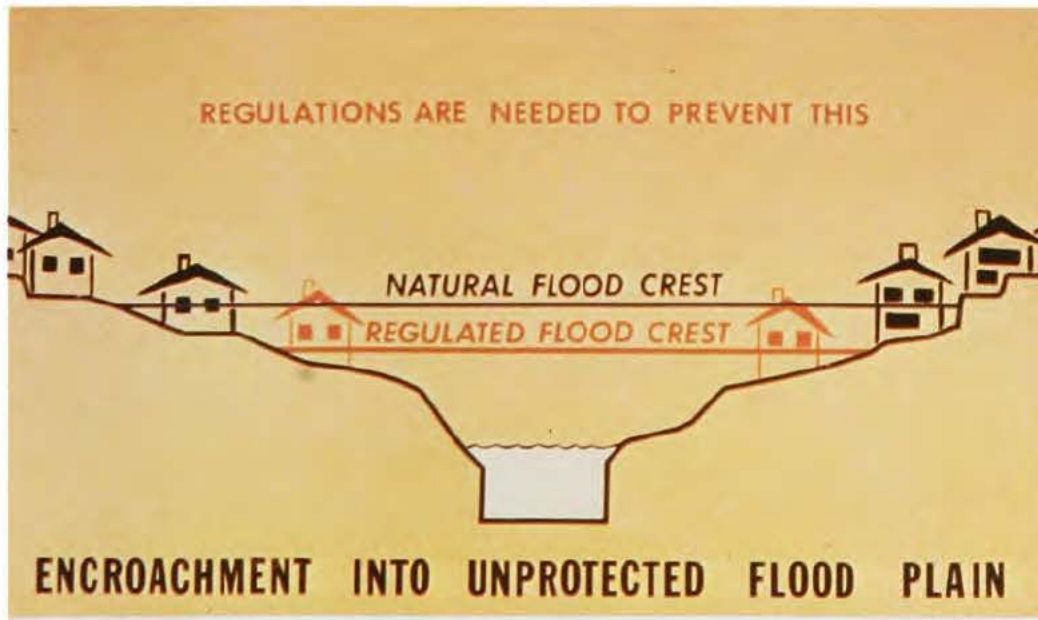 REGULATIONS ARE NEEDED TO PREVENT THIS
NATURAL FLOOD CREST
REGULATED FLOOD CREST
ENCROACHMENT INTO UNPROTECTED FLOOD PLAIN